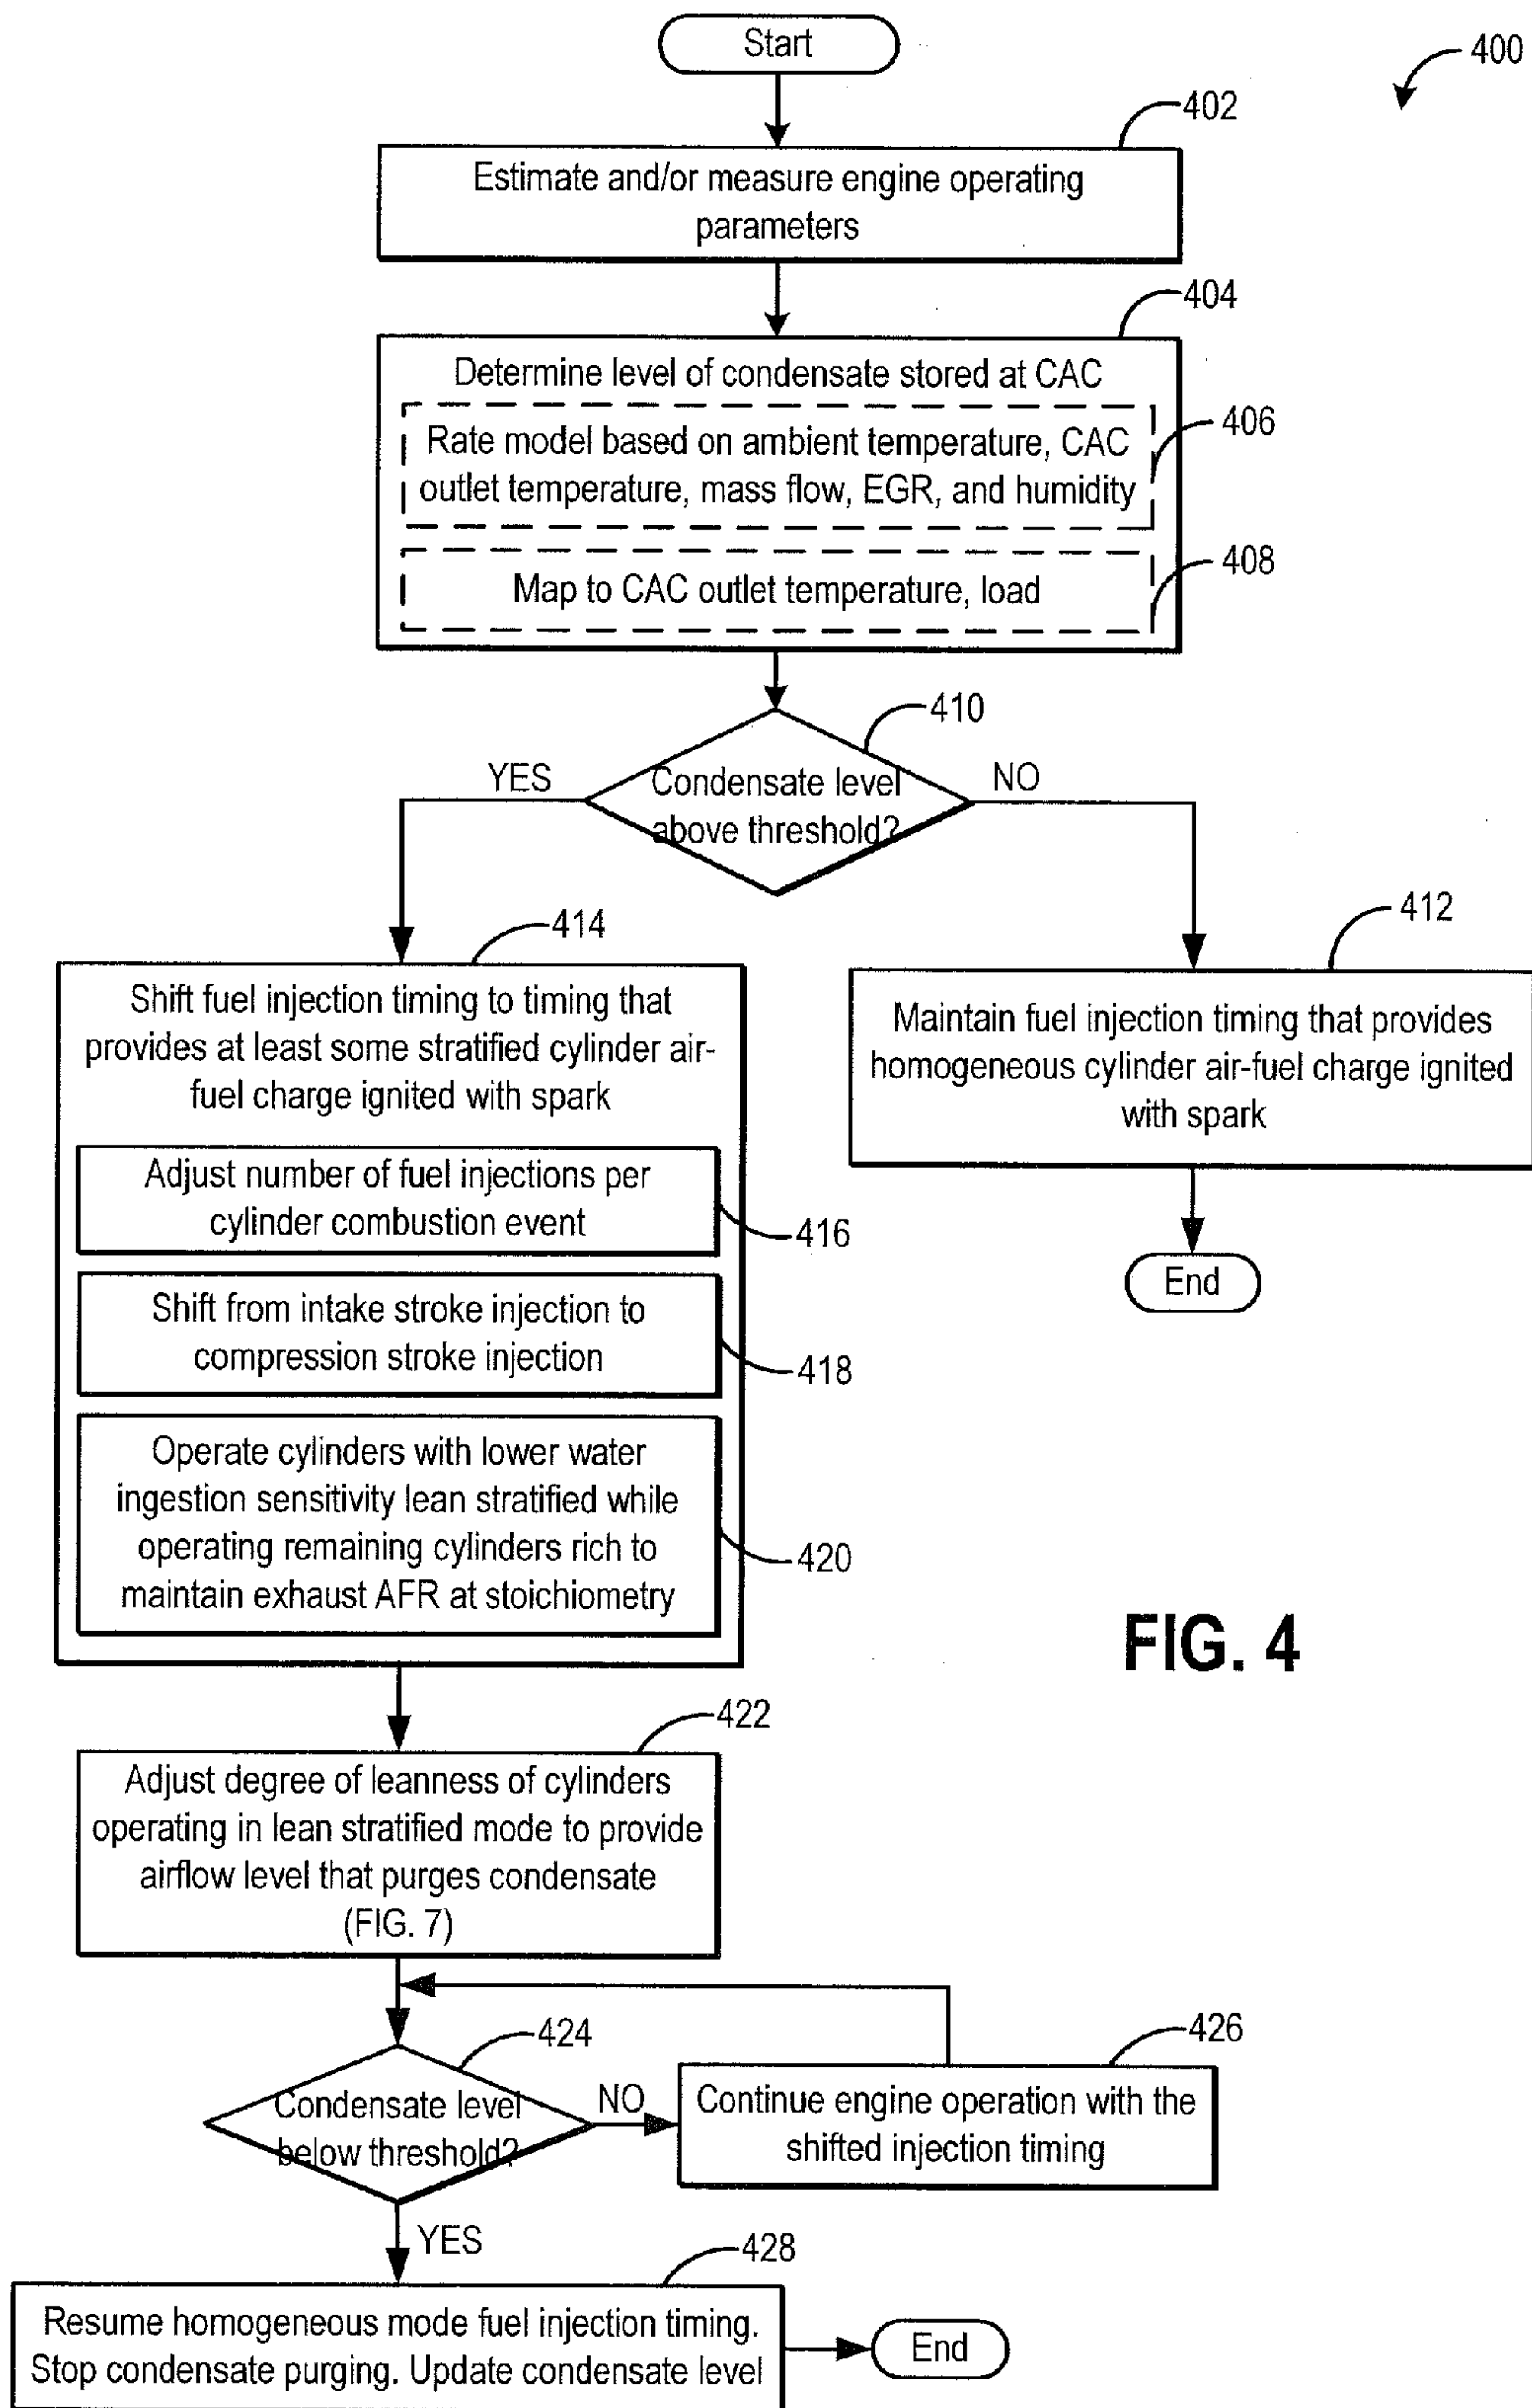 Start
400
402
Estimate and/or measure engine operating
parameters
404
Determine level of condensate stored at CAC
406
Rate model based on ambient temperature, CAC
outlet temperature, mass flow, EGR, and humidity
408
Map to CAC outlet temperature, load
410
YES
Condensate level
above threshold?
NO
414
412
Shift fuel injection timing to timing that
provides at least some stratified cylinder air-
fuel charge ignited with spark
Maintain fuel injection timing that provides
homogeneous cylinder air-fuel charge ignited
with spark
Adjust number of fuel injections per
cylinder combustion event
416
End
Shift from intake stroke injection to
compression stroke injection
418
Operate cylinders with lower water
ingestion sensitivity lean stratified while
operating remaining cylinders rich to
maintain exhaust AFR at stoichiometry
420
FIG. 4
422
Adjust degree of leanness of cylinders
operating in lean stratified mode to provide
airflow level that purges condensate
(FIG. 7)
424
426
Condensate level
below threshold?
NO
Continue engine operation with the
shifted injection timing
YES
428
Resume homogeneous mode fuel injection timing.
Stop condensate purging. Update condensate level
End